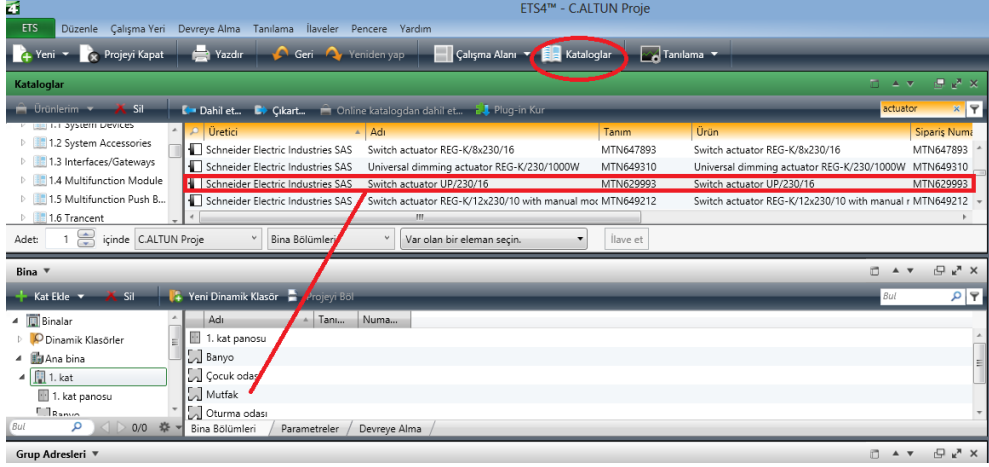 ETS4™ - C.ALTUN Proje
ETS Düzenle Çalışma Yeri Devreye Alma Tanılama İlaveler Pencere Yardım
Yeni Projeyi Kapat Yazdır Geri Yeniden yap Çalışma Alanı Kataloglar Tanılama
Kataloglar
Ürünlerim Sil Dahil et... Çıkart... Online katalogdan dahil et... Plug-in Kur actuator
1.1 System Devices Üretici Adı Tanım Ürün Sipariş Numa
1.2 System Accessories Schneider Electric Industries SAS Switch actuator REG-K/8x230/16 MTN647893 Switch actuator REG-K/8x230/16 MTN647893
1.3 Interfaces/Gateways Schneider Electric Industries SAS Universal dimming actuator REG-K/230/1000W MTN649310 Universal dimming actuator REG-K/230/1000W MTN649310
1.4 Multifunction Module Schneider Electric Industries SAS Switch actuator UP/230/16 MTN629993 Switch actuator UP/230/16 MTN629993
1.5 Multifunction Push B... Schneider Electric Industries SAS Switch actuator REG-K/12x230/10 with manual moc MTN649212 Switch actuator REG-K/12x230/10 with manual r MTN649212
1.6 Trancent
Adet: 1 içinde C.ALTUN Proje Bina Bölümleri Var olan bir eleman seçin. İlave et
Bina
Kat Ekle Sil Yeni Dinamik Klasör Projeyi Böl Bul
Binalar Adı Tanı... Numa...
Dinamik Klasörler 1. kat panosu
Ana bina Banyo
1. kat Çocuk odası
1. kat panosu Mutfak
Banyo Oturma odası
Bul 0/0 Bina Bölümleri Parametreler Devreye Alma
Grup Adresleri